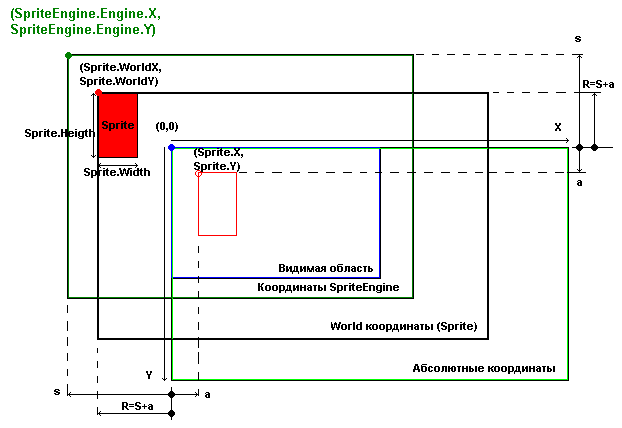 (SpriteEngine.Engine.X,
SpriteEngine.Engine.Y)
s
(Sprite.WorldX,
Sprite.WorldY)
R=S+a
Sprite
(0,0)
X
Sprite.Heigth
(Sprite.X,
Sprite.Y)
Sprite.Width
a
Видимая область
Координаты SpriteEngine
World координаты (Sprite)
Абсолютные координаты
Y
s
a
R=S+a